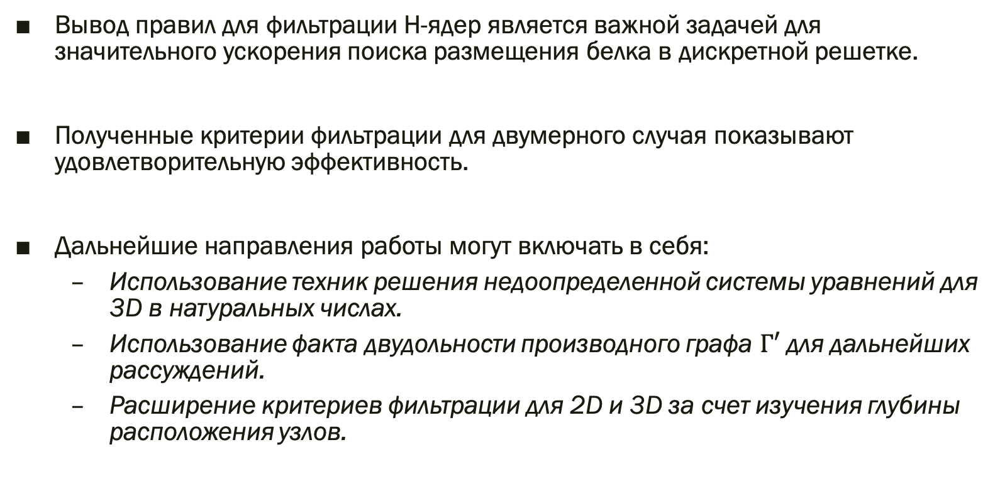 ▪ Вывод правил для фильтрации Н-ядер является важной задачей для
значительного ускорения поиска размещения белка в дискретной решетке.
▪ Полученные критерии фильтрации для двумерного случая показывают
удовлетворительную эффективность.
▪ Дальнейшие направления работы могут включать в себя:
– Использование техник решения недоопределенной системы уравнений для
3D в натуральных числах.
– Использование факта двудольности производного графа Γ′ для дальнейших
рассуждений.
– Расширение критериев фильтрации для 2D и 3D за счет изучения глубины
расположения узлов.